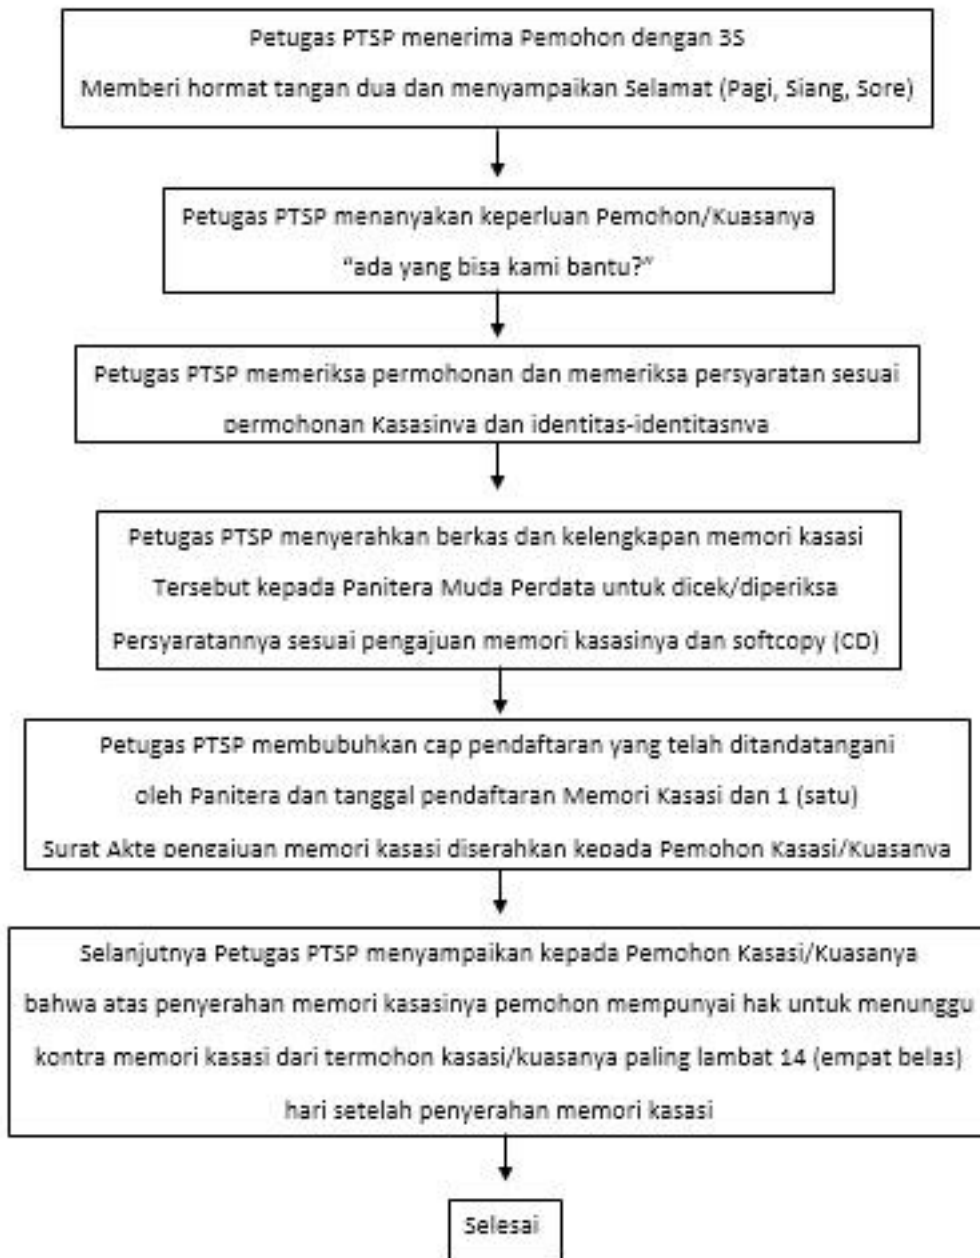 Petugas PTSP menerima Pemohon dengan 3S
Memberi hormat tangan dua dan menyampaikan Selamat (Pagi, Siang, Sore)
Petugas PTSP menanyakan keperluan Pemohon/Kuasanya
"ada yang bisa kami bantu?"
Petugas PTSP memeriksa permohonan dan memeriksa persyaratan sesuai
permohonan Kasasinya dan identitas-identitasnya
Petugas PTSP menyerahkan berkas dan kelengkapan memori kasasi
Tersebut kepada Panitera Muda Perdata untuk dicek/diperiksa
Persyaratannya sesuai pengajuan memori kasasinya dan softcopy (CD)
Petugas PTSP membubuhkan cap pendaftaran yang telah ditandatangani
oleh Panitera dan tanggal pendaftaran Memori Kasasi dan 1 (satu)
Surat Akte pengajuan memori kasasi diserahkan kepada Pemohon Kasasi/Kuasanya
Selanjutnya Petugas PTSP menyampaikan kepada Pemohon Kasasi/Kuasanya
bahwa atas penyerahan memori kasasinya pemohon mempunyai hak untuk menunggu
kontra memori kasasi dari termohon kasasi/kuasanya paling lambat 14 (empat belas)
hari setelah penyerahan memori kasasi
Selesai